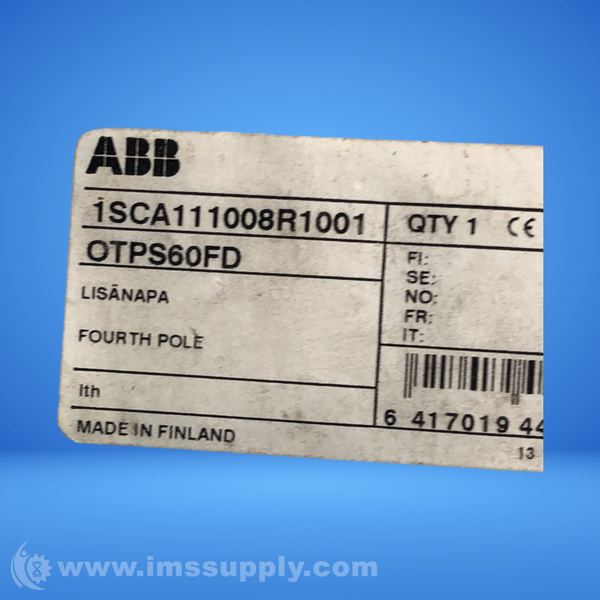 ABB
1SCA111008R1001
OTPS60FD
LISÄNAPA
FOURTH POLE
Ith
MADE IN FINLAND
QTY 1 CE
FI:
SE:
NO:
FR:
IT:
6 417019 44
13
www.imssupply.com